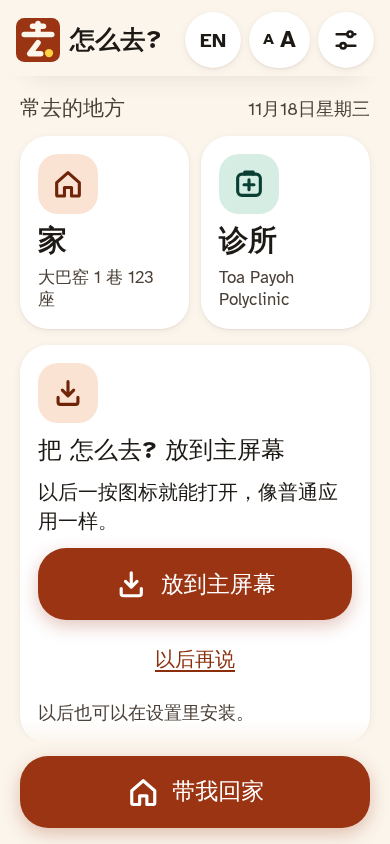 去
怎么去?
EN
A A
常去的地方
11月18日星期三
家
大巴窑 1 巷 123
座
诊所
Toa Payoh
Polyclinic
把 怎么去? 放到主屏幕
以后一按图标就能打开，像普通应
用一样。
放到主屏幕
以后再说
以后也可以在设置里安装。
带我回家